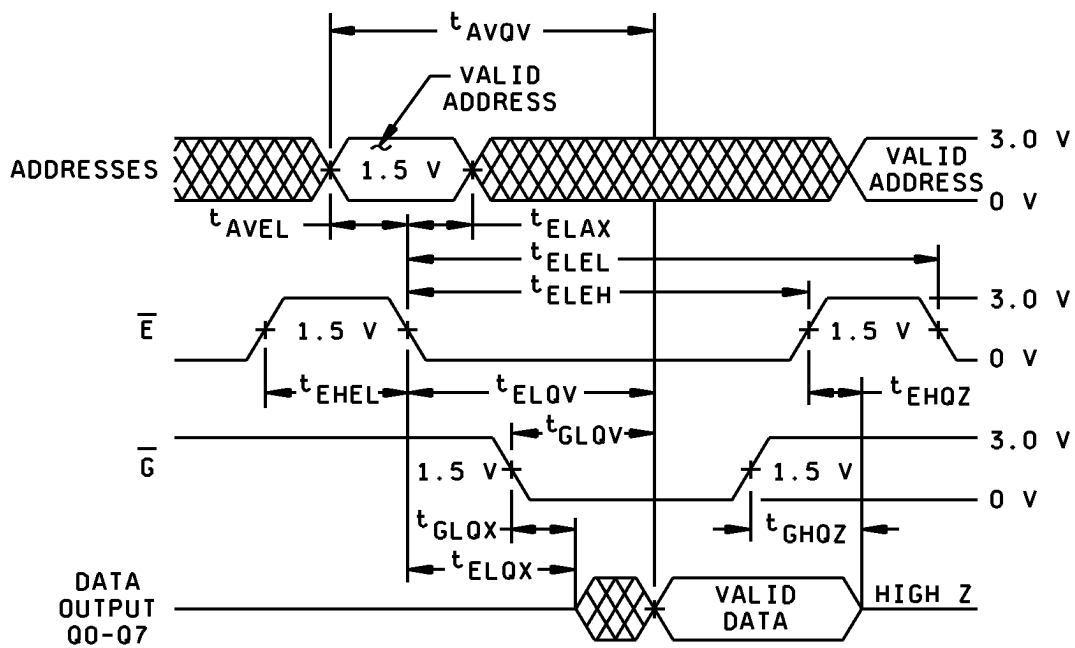 tAVQV
VALID
ADDRESS
ADDRESSES
1.5 V
VALID
ADDRESS
3.0 V
0 V
tAVEL
tELAX
tELEL
tELEH
E
1.5 V
1.5 V
3.0 V
0 V
tEHEL
tELQV
tEHQZ
tGLQV
G
1.5 V
1.5 V
3.0 V
0 V
tGLQX
tGHQZ
tELQX
DATA
OUTPUT
Q0-Q7
VALID
DATA
HIGH Z